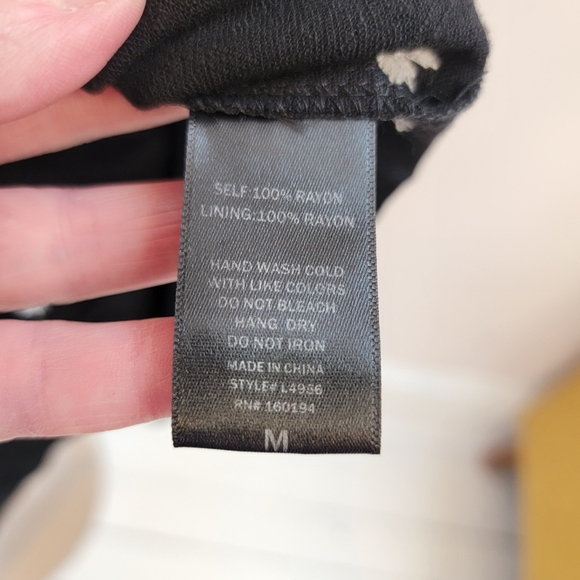 SELF:100% RAYON
LINING:100% RAYON
HAND WASH COLD
WITH LIKE COLORS
DO NOT BLEACH
HANG DRY
DO NOT IRON
MADE IN CHINA
STYLE# L4956
RN# 160194
M